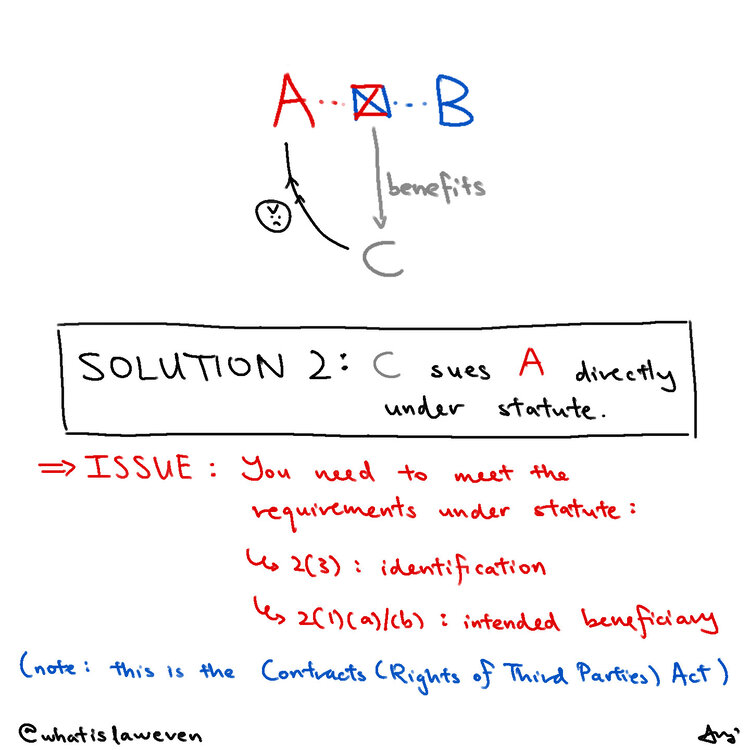 A B
benefits
C
SOLUTION 2: C sues A directly
under statute.
⇒ ISSUE: You need to meet the
requirements under statute:
↳ 2(3): identification
↳ 2(1)(a)/(b): intended beneficiary
(note: this is the Contracts (Rights of Third Parties) Act)
@whatislaweven